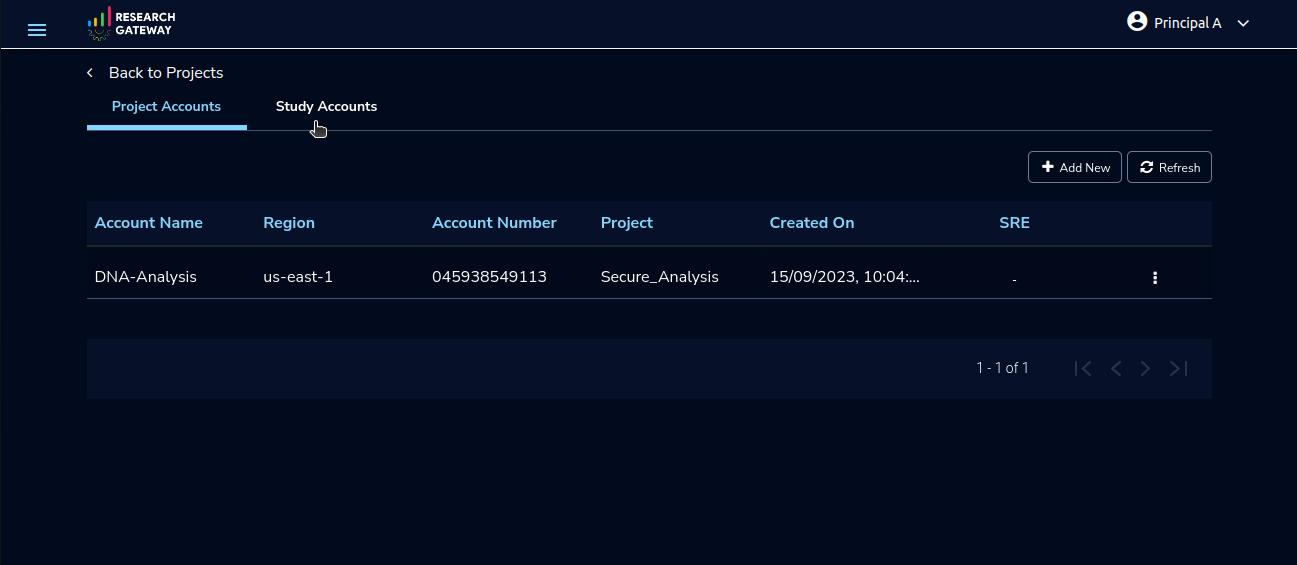 RESEARCH
GATEWAY
Principal A
Back to Projects
Project Accounts Study Accounts
Add New Refresh
Account Name Region Account Number Project Created On SRE
DNA-Analysis us-east-1 045938549113 Secure_Analysis 15/09/2023, 10:04:... -
1 - 1 of 1